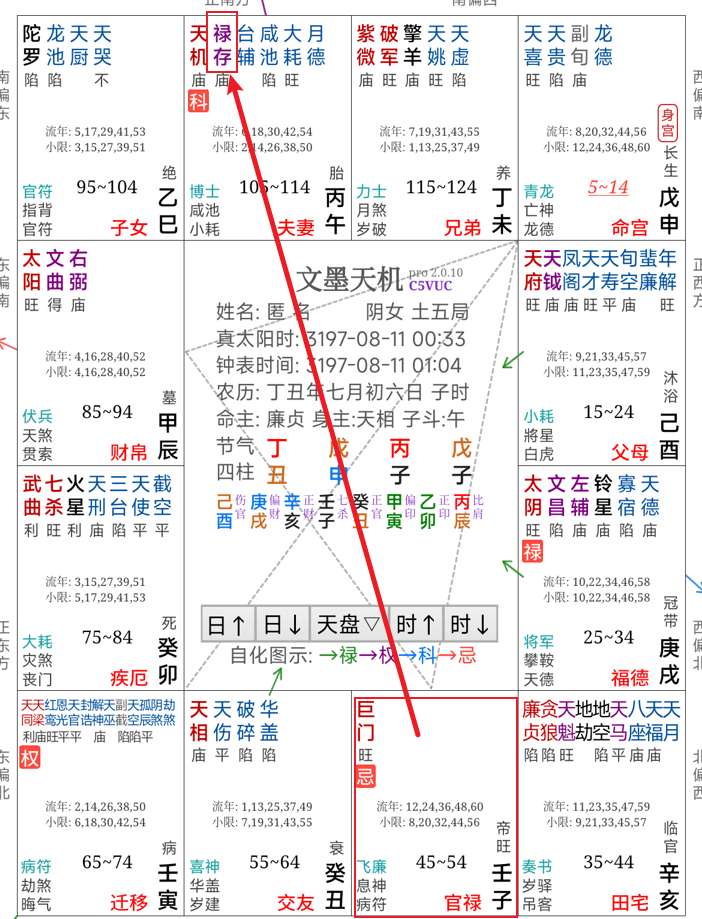 正南方
南偏西
南偏东
陀罗 龙池 天厨 天哭
陷 陷 不
流年: 5,17,29,41,53
小限: 3,15,27,39,51
官符
指背
官符
95~104
子女
绝
乙巳
天机 禄存 台辅 咸池 大耗 月德
庙 庙 陷 旺
科
流年: 6,18,30,42,54
小限: 2,14,26,38,50
博士
咸池
小耗
105~114
夫妻
胎
丙午
紫微 破军 擎羊 天姚 天虚
庙 旺 庙 旺 陷
流年: 7,19,31,43,55
小限: 1,13,25,37,49
力士
月煞
岁破
115~124
兄弟
养
丁未
天喜 天贵 副旬 龙德
旺 陷 庙
流年: 8,20,32,44,56
小限: 12,24,36,48,60
身宫
青龙
亡神
龙德
5~14
命宫
长生
戊申
西偏南
东偏南
太阳 文曲 右弼
旺 得 庙
流年: 4,16,28,40,52
小限: 4,16,28,40,52
伏兵
天煞
贯索
85~94
财帛
墓
甲辰
文墨天机 pro 2.0.10
C5VUC
姓名: 匿 名 阴女 土五局
真太阳时: 3197-08-11 00:33
钟表时间: 3197-08-11 01:04
农历: 丁丑年七月初六日 子时
命主: 廉贞 身主:天相 子斗:午
节气 丁 戊 丙 戊
四柱 丑 申 子 子
己酉 伤官 庚戌 偏财 辛亥 正财 壬子 七杀 癸丑 正官 甲寅 偏印 乙卯 正印 丙辰 比肩
日↑ 日↓ 天盘▽ 时↑ 时↓
自化图示: →禄→权→科→忌
天府 天钺 凤阁 天才 天寿 旬空 蜚廉 年解
旺 庙 庙 庙 旺 平 庙 旺
流年: 9,21,33,45,57
小限: 11,23,35,47,59
小耗
將星
白虎
15~24
父母
沐浴
己酉
正西方
正东方
武曲 七杀 火星 天刑 三台 天使 截空
利 旺 利 庙 陷 平 平
流年: 3,15,27,39,51
小限: 5,17,29,41,53
大耗
灾煞
丧门
75~84
疾厄
死
癸卯
太阴 文昌 左辅 铃星 寡宿 天德
旺 陷 庙 庙 陷 庙
禄
流年: 10,22,34,46,58
小限: 10,22,34,46,58
将军
攀鞍
天德
25~34
福德
冠带
庚戌
西偏北
东偏北
天同 天梁 红鸾 恩光 天官 封诰 解神 天巫 副截 天空 孤辰 阴煞 劫煞
利 庙 旺 平 平 庙 陷 陷 平
权
流年: 2,14,26,38,50
小限: 6,18,30,42,54
病符
劫煞
晦气
65~74
迁移
病
壬寅
天相 天伤 破碎 华盖
庙 平 陷 陷
流年: 1,13,25,37,49
小限: 7,19,31,43,55
喜神
华盖
岁建
55~64
交友
衰
癸丑
巨门
旺
忌
流年: 12,24,36,48,60
小限: 8,20,32,44,56
飞廉
息神
病符
45~54
官禄
帝旺
壬子
廉贞 贪狼 天魁 地劫 地空 天马 八座 天福 天月
陷 陷 旺 陷 平 庙 庙
流年: 11,23,35,47,59
小限: 9,21,33,45,57
奏书
岁驿
吊客
35~44
田宅
临官
辛亥
北偏西